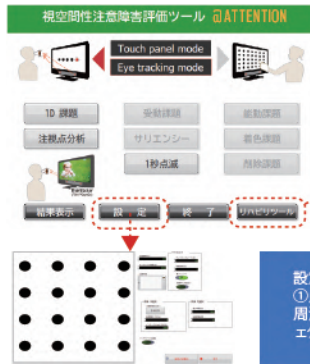 視空間性注意障害評価ツール @ATTENTION
Touch panel mode
Eye tracking mode
1D 課題
受動課題
能動課題
注視点分析
サリエンシー
着色課題
1秒点滅
削除課題
結果表示
設 定
終 了
リハビリツール
設
①
周